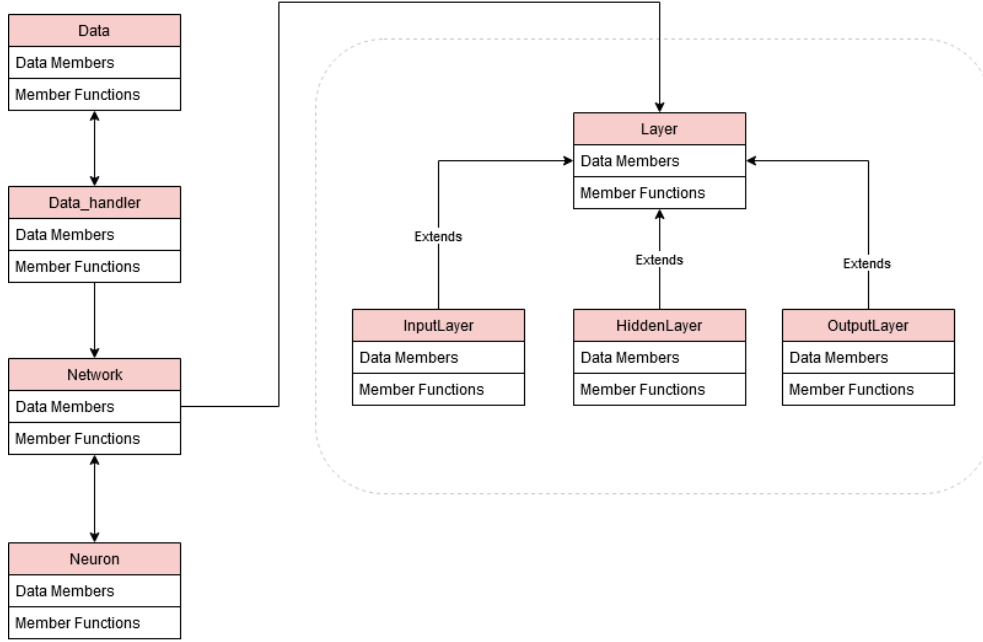 Data
Data Members
Member Functions
Data_handler
Data Members
Member Functions
Network
Data Members
Member Functions
Neuron
Data Members
Member Functions
Layer
Data Members
Member Functions
Extends
Extends
Extends
InputLayer
Data Members
Member Functions
HiddenLayer
Data Members
Member Functions
OutputLayer
Data Members
Member Functions